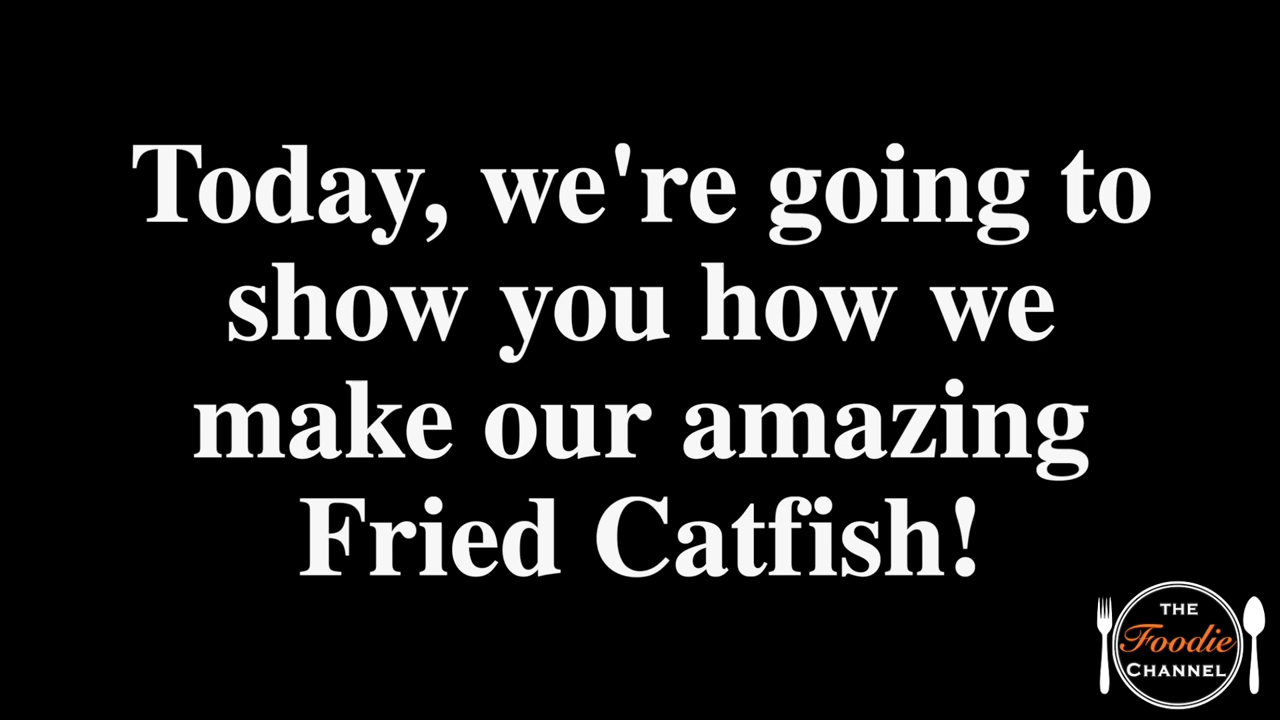 Today, we're going to
show you how we
make our amazing
Fried Catfish!
THE
Foodie
CHANNEL